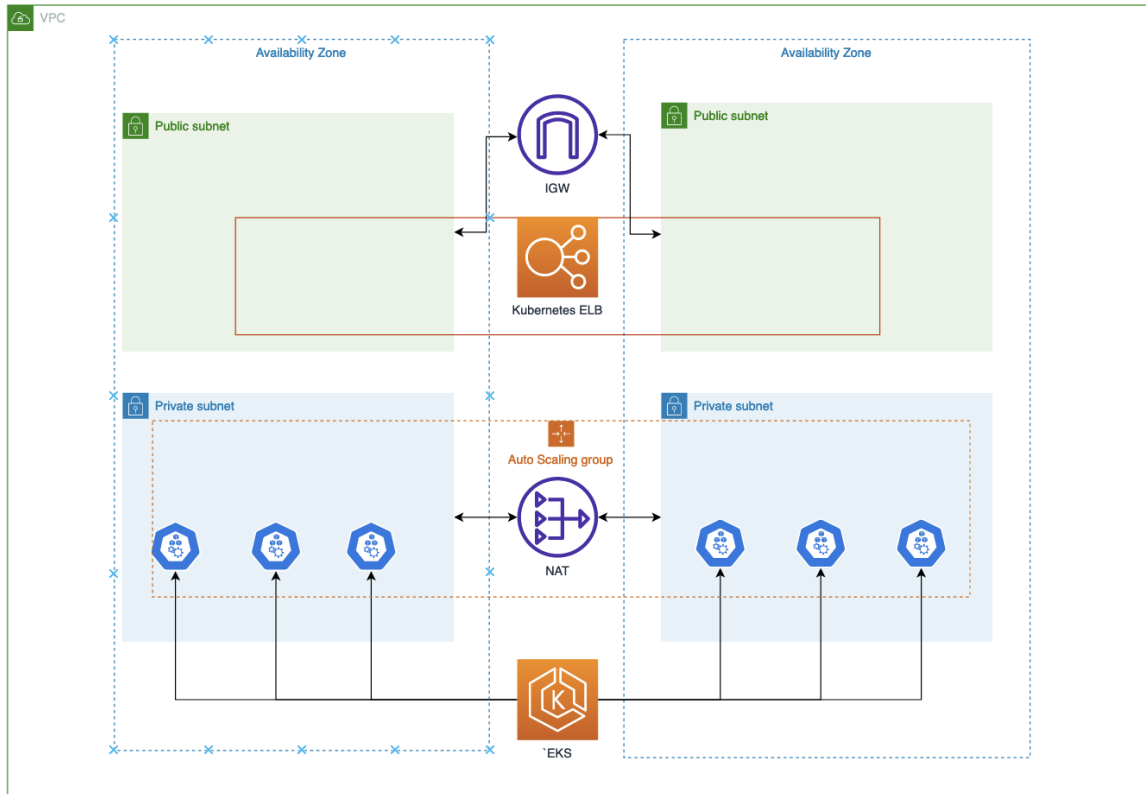 VPC
Availability Zone
Availability Zone
Public subnet
Public subnet
IGW
Kubernetes ELB
Private subnet
Private subnet
Auto Scaling group
NAT
K
`EKS